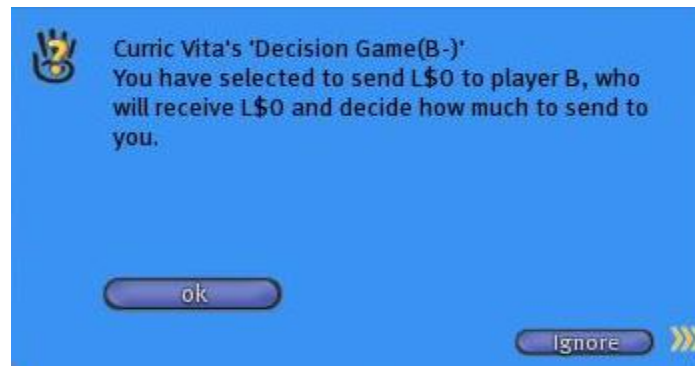 Curric Vita's 'Decision Game(B-)'
You have selected to send L$0 to player B, who
will receive L$0 and decide how much to send to
you.
ok
Ignore